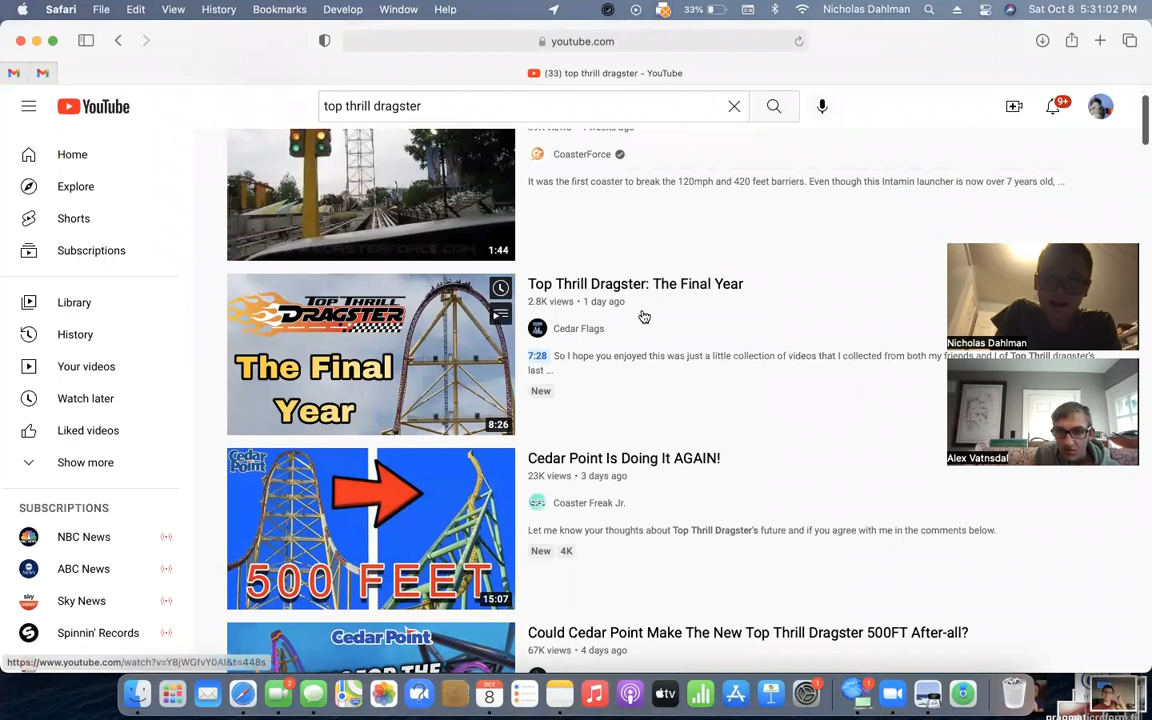 Safari File Edit View History Bookmarks Develop Window Help 33% Nicholas Dahlman Sat Oct 8 5:31:02 PM
youtube.com
(33) top thrill dragster - YouTube
YouTube
top thrill dragster
9+
Home
Explore
Shorts
Subscriptions
Library
History
Your videos
Watch later
Liked videos
Show more
SUBSCRIPTIONS
NBC News
ABC News
Sky News
Spinnin' Records
COASTERFORCE.COM
1:44
CoasterForce
It was the first coaster to break the 120mph and 420 feet barriers. Even though this Intamin launcher is now over 7 years old, ...
TOP THRILL
DRAGSTER
The Final
Year
8:26
Top Thrill Dragster: The Final Year
2.8K views • 1 day ago
Cedar Flags
7:28 So I hope you enjoyed this was just a little collection of videos that I collected from both my friends and I of Top Thrill dragster's
last ...
New
Cedar Point
500 FEET
15:07
Cedar Point Is Doing It AGAIN!
23K views • 3 days ago
Coaster Freak Jr.
Let me know your thoughts about Top Thrill Dragster's future and if you agree with me in the comments below.
New 4K
Cedar Point
Could Cedar Point Make The New Top Thrill Dragster 500FT After-all?
67K views • 4 days ago
Nicholas Dahlman
Alex Vatnsdal
https://www.youtube.com/watch?v=Y8jWGfvY0AI&t=448s
2
OCT
8
tv
1
1